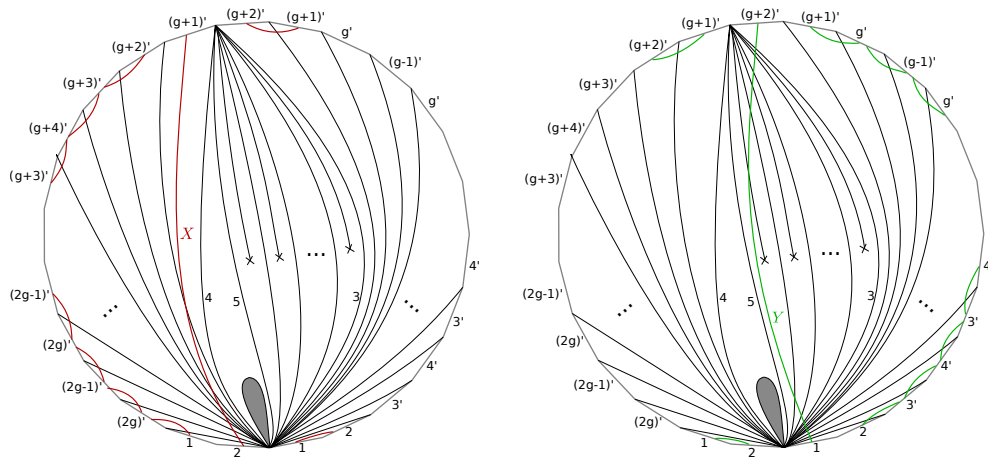 (g+2)'
(g+1)'
(g+1)'
g'
(g+2)'
(g-1)'
(g+3)'
g'
(g+4)'
(g+3)'
X
...
4'
(2g-1)'
4
5
3
...
...
3'
(2g)'
4'
(2g-1)'
3'
(2g)'
2
1
2
1
(g+2)'
(g+1)'
(g+1)'
g'
(g+2)'
(g-1)'
(g+3)'
g'
(g+4)'
(g+3)'
...
4'
(2g-1)'
4
5
3
...
...
Y
3'
(2g)'
4'
(2g-1)'
3'
(2g)'
2
1
2
1